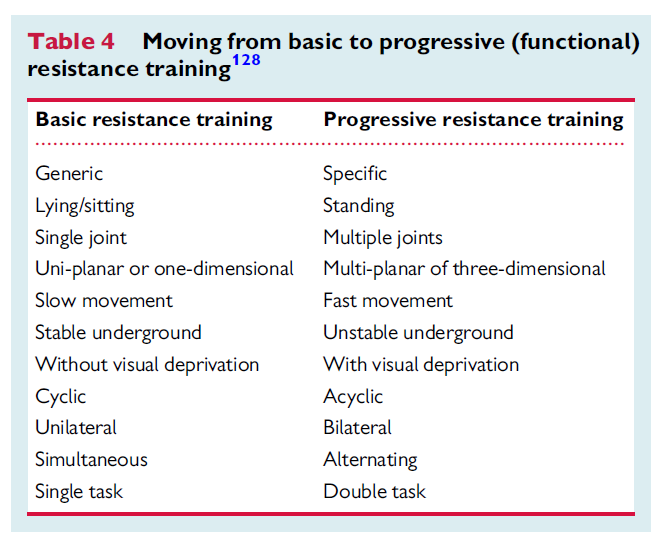 Table 4 Moving from basic to progressive (functional)
resistance training128
Basic resistance training Progressive resistance training
Generic Specific
Lying/sitting Standing
Single joint Multiple joints
Uni-planar or one-dimensional Multi-planar of three-dimensional
Slow movement Fast movement
Stable underground Unstable underground
Without visual deprivation With visual deprivation
Cyclic Acyclic
Unilateral Bilateral
Simultaneous Alternating
Single task Double task